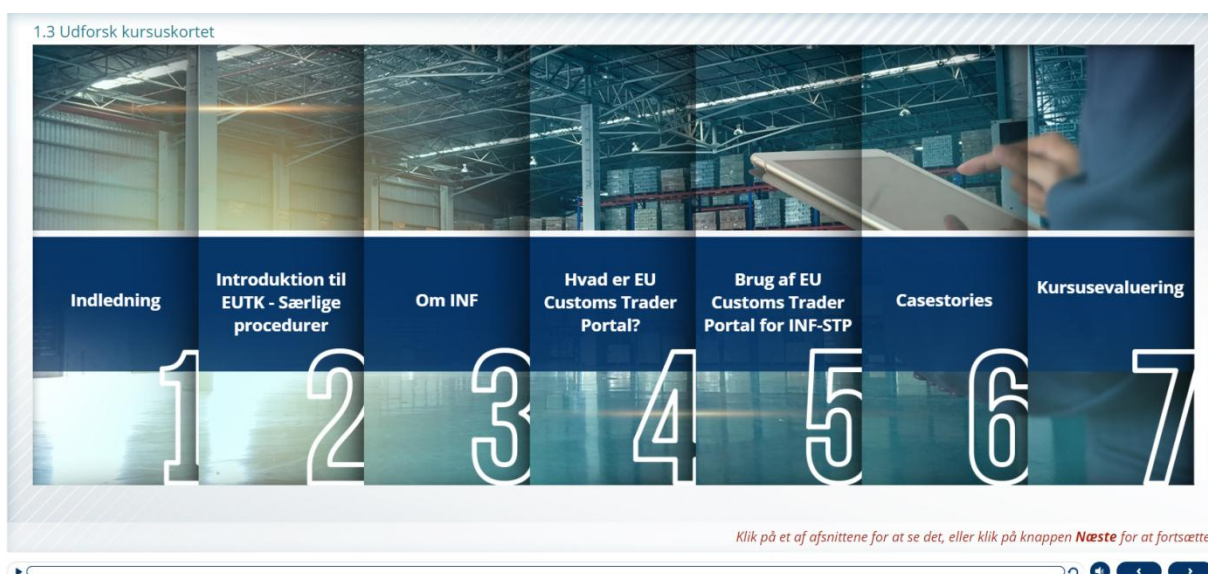 1.3 Udforsk kursuskortet
Indledning
Introduktion til
EUTK - Særlige
procedurer
Om INF
Hvad er EU
Customs Trader
Portal?
Brug af EU
Customs Trader
Portal for INF-STP
Casestories
Kursusevaluering
1
2
3
4
5
6
7
Klik på et af afsnittene for at se det, eller klik på knappen Næste for at fortsætte